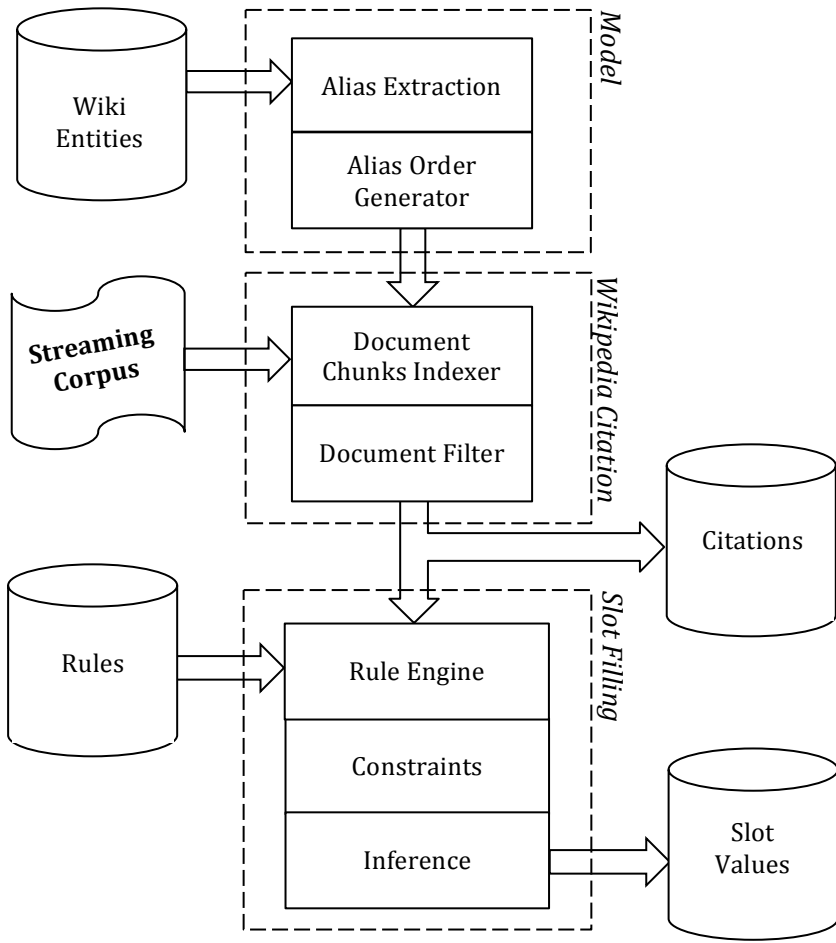 Model
Wiki
Entities
Alias Extraction
Alias Order
Generator
Wikipedia Citation
Streaming
Corpus
Document
Chunks Indexer
Document Filter
Citations
Slot Filling
Rules
Rule Engine
Constraints
Inference
Slot
Values